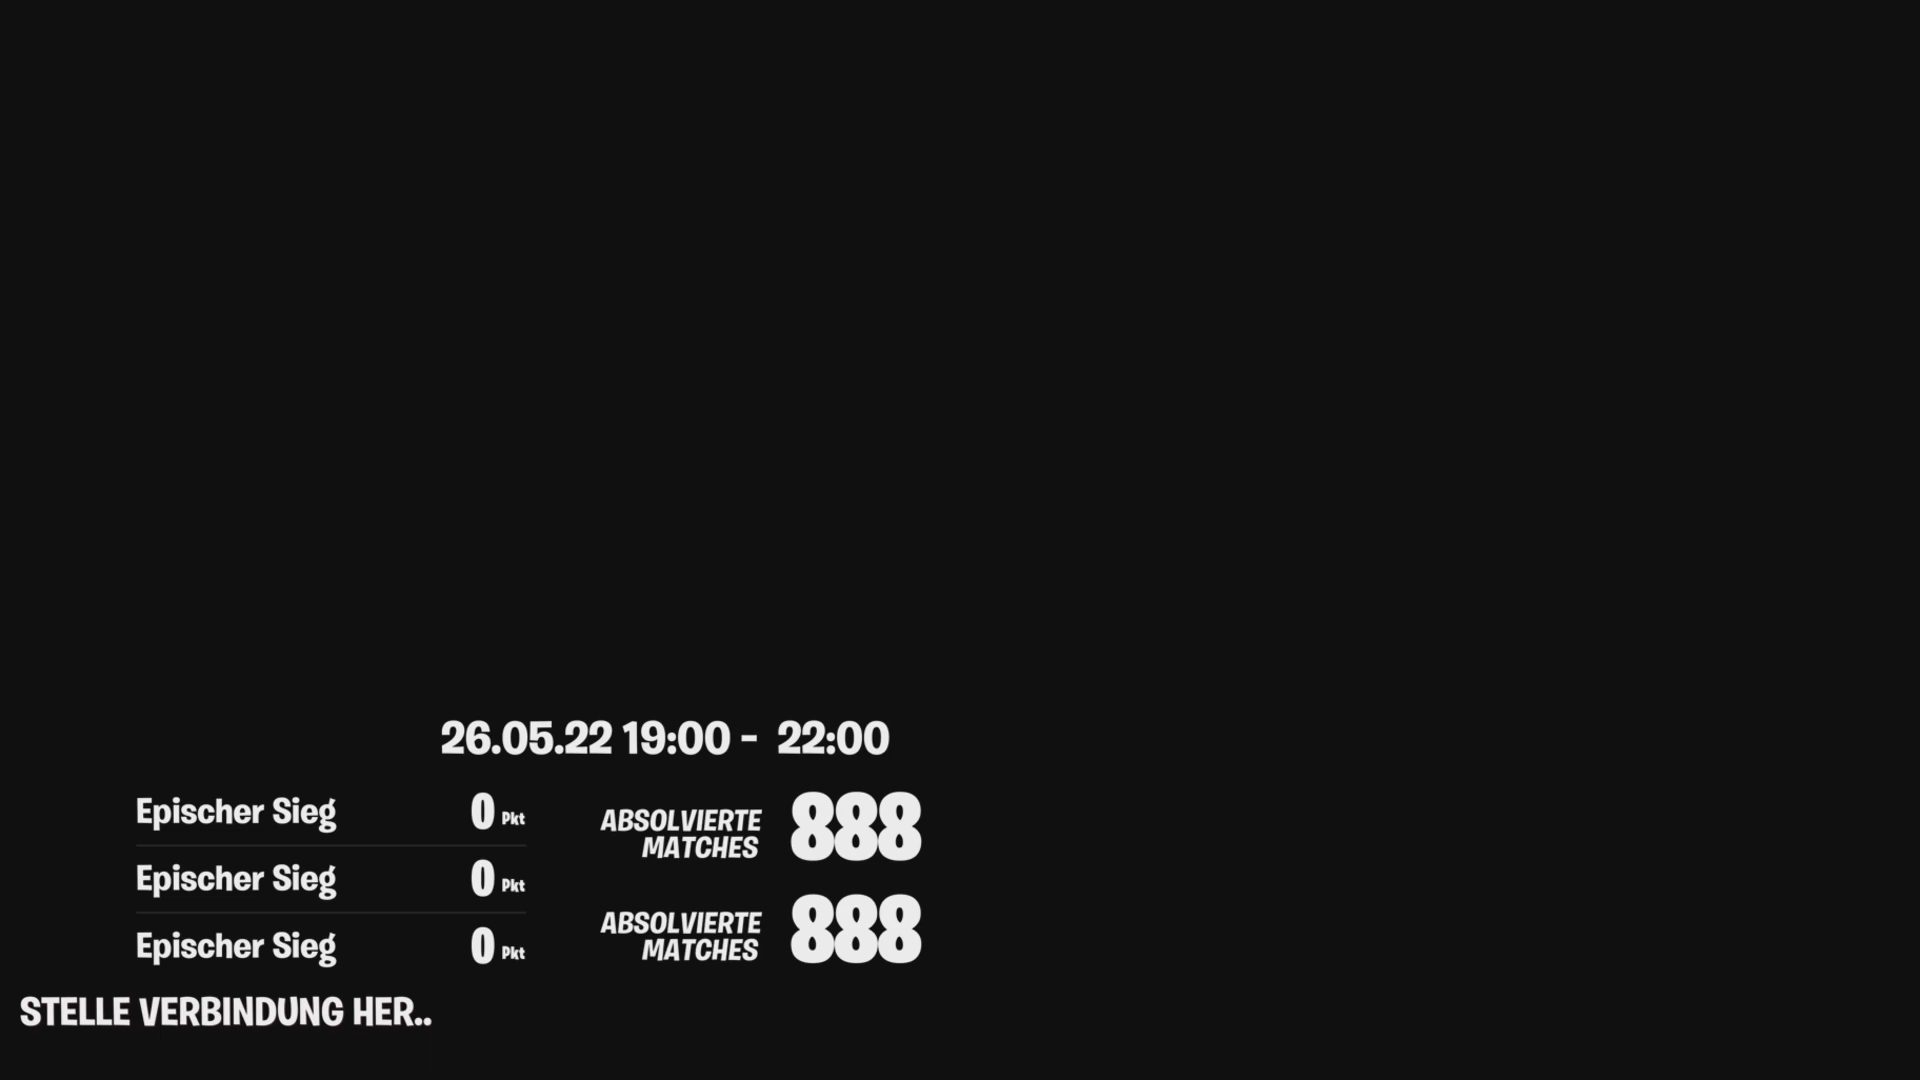 26.05.22 19:00 - 22:00
Epischer Sieg 0 Pkt
ABSOLVIERTE
MATCHES 888
Epischer Sieg 0 Pkt
ABSOLVIERTE
MATCHES 888
Epischer Sieg 0 Pkt
STELLE VERBINDUNG HER..